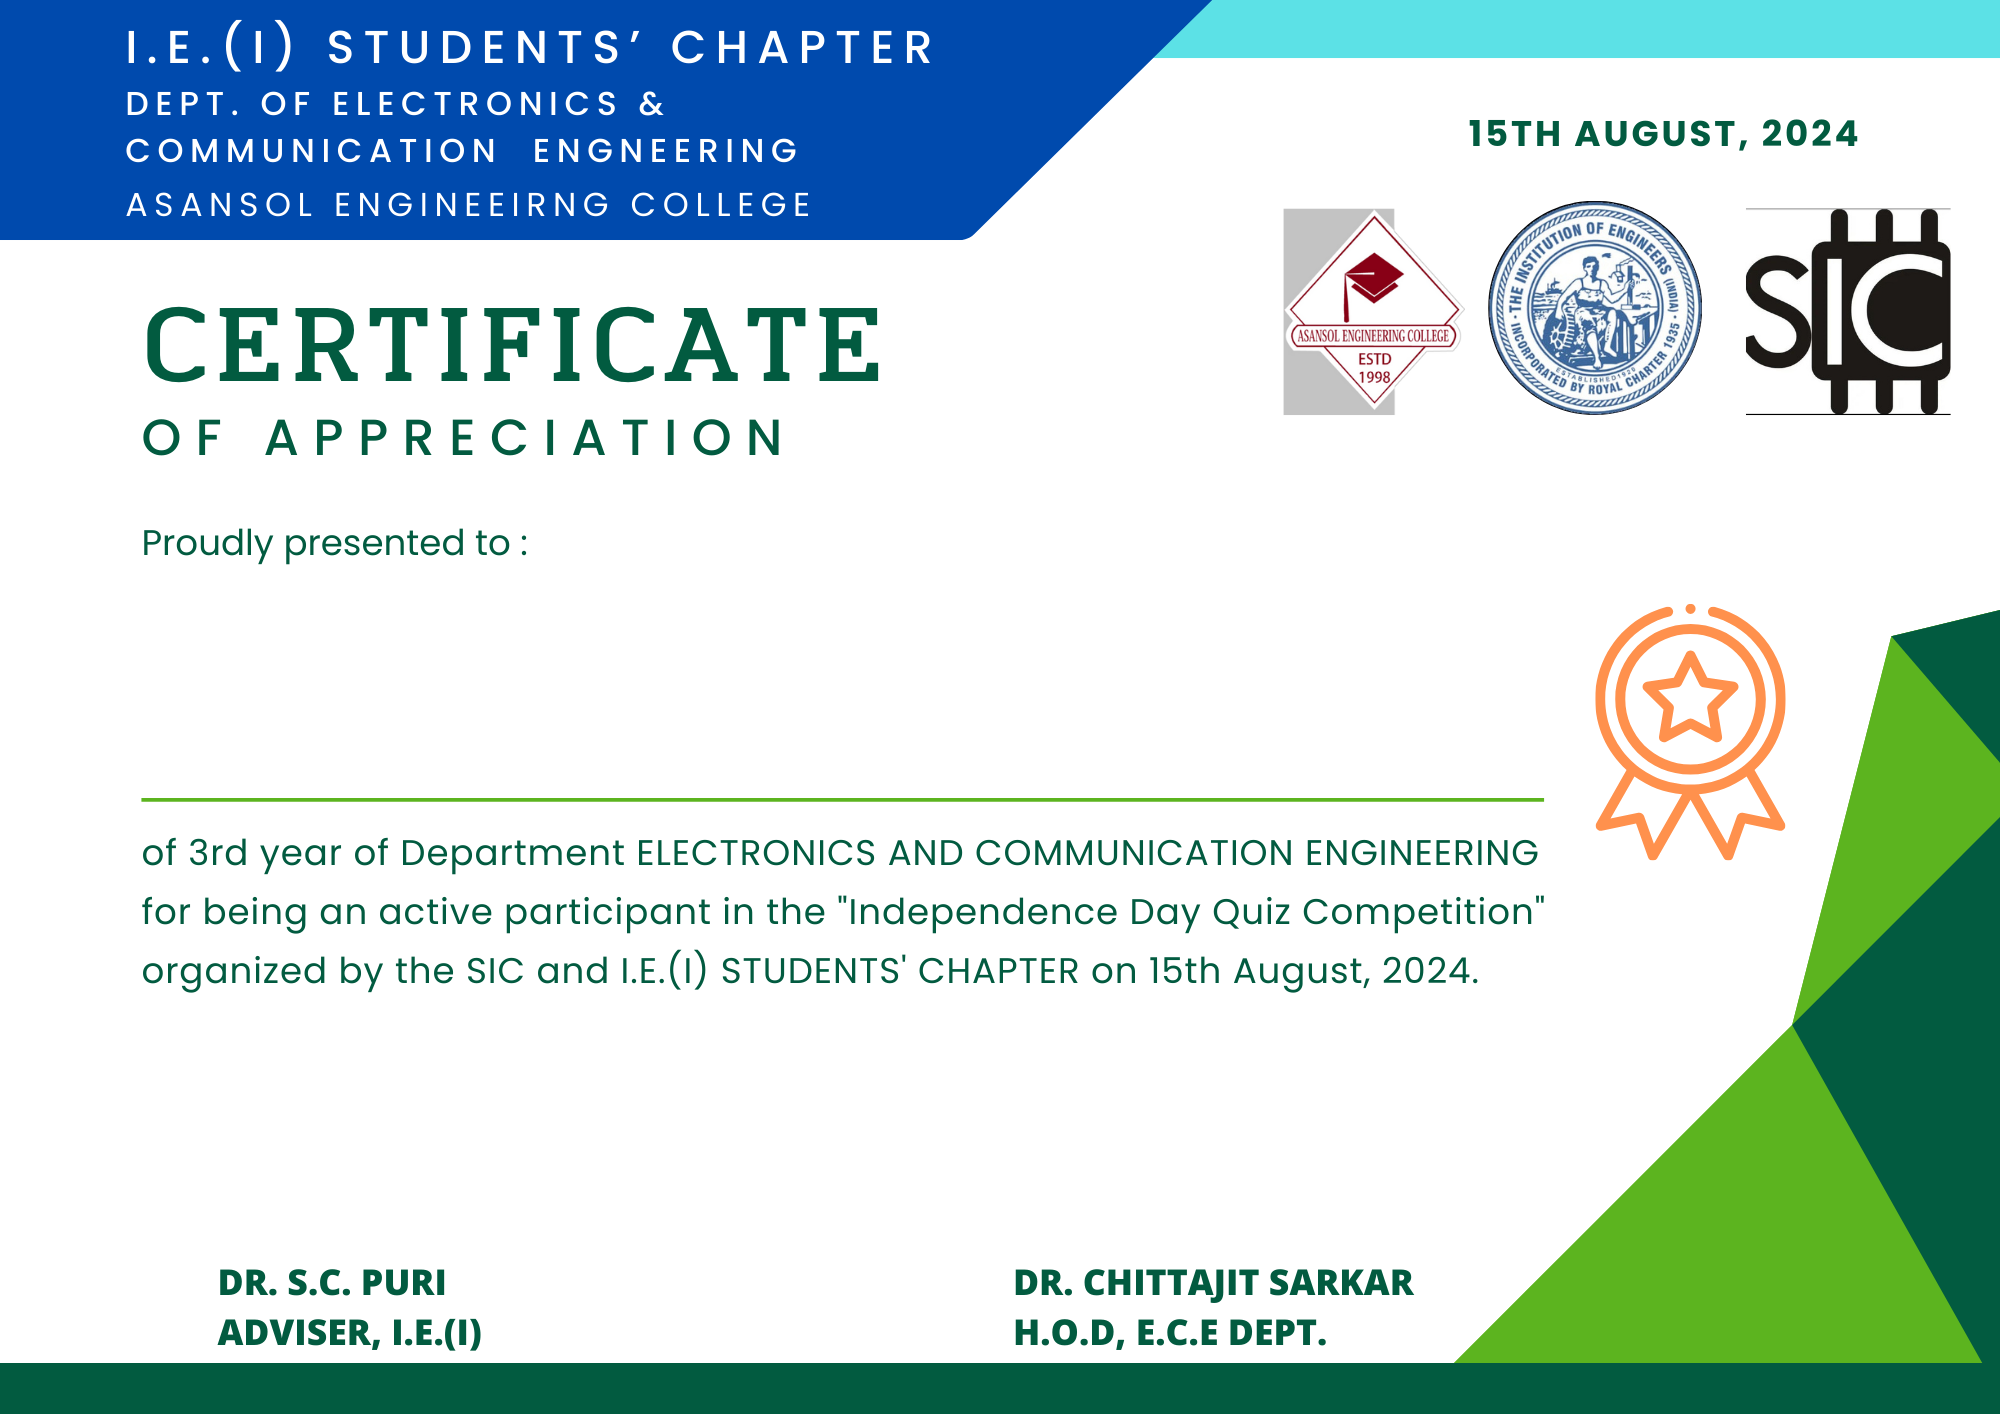 I.E.(I) STUDENTS’ CHAPTER
DEPT. OF ELECTRONICS &
COMMUNICATION ENGNEERING
ASANSOL ENGINEEIRNG COLLEGE
15TH AUGUST, 2024
ASANSOL ENGINEERING COLLEGE
ESTD
1998
THE INSTITUTION OF ENGINEERS (INDIA)
ESTABLISHED 1920
INCORPORATED BY ROYAL CHARTER 1935
SIC
CERTIFICATE
OF APPRECIATION
Proudly presented to :
of 3rd year of Department ELECTRONICS AND COMMUNICATION ENGINEERING
for being an active participant in the "Independence Day Quiz Competition"
organized by the SIC and I.E.(I) STUDENTS' CHAPTER on 15th August, 2024.
DR. S.C. PURI
ADVISER, I.E.(I)
DR. CHITTAJIT SARKAR
H.O.D, E.C.E DEPT.